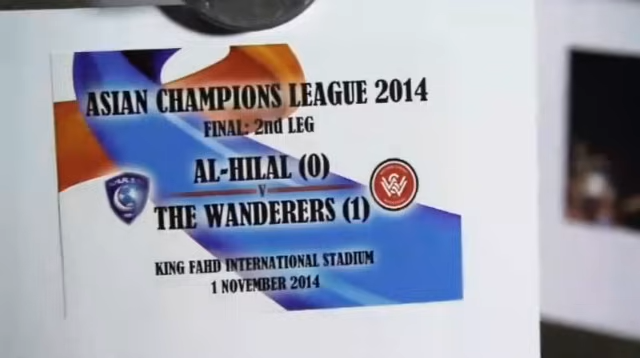 ASIAN CHAMPIONS LEAGUE 2014
FINAL: 2nd LEG
AL-HILAL (0)
V
THE WANDERERS (1)
KING FAHD INTERNATIONAL STADIUM
1 NOVEMBER 2014